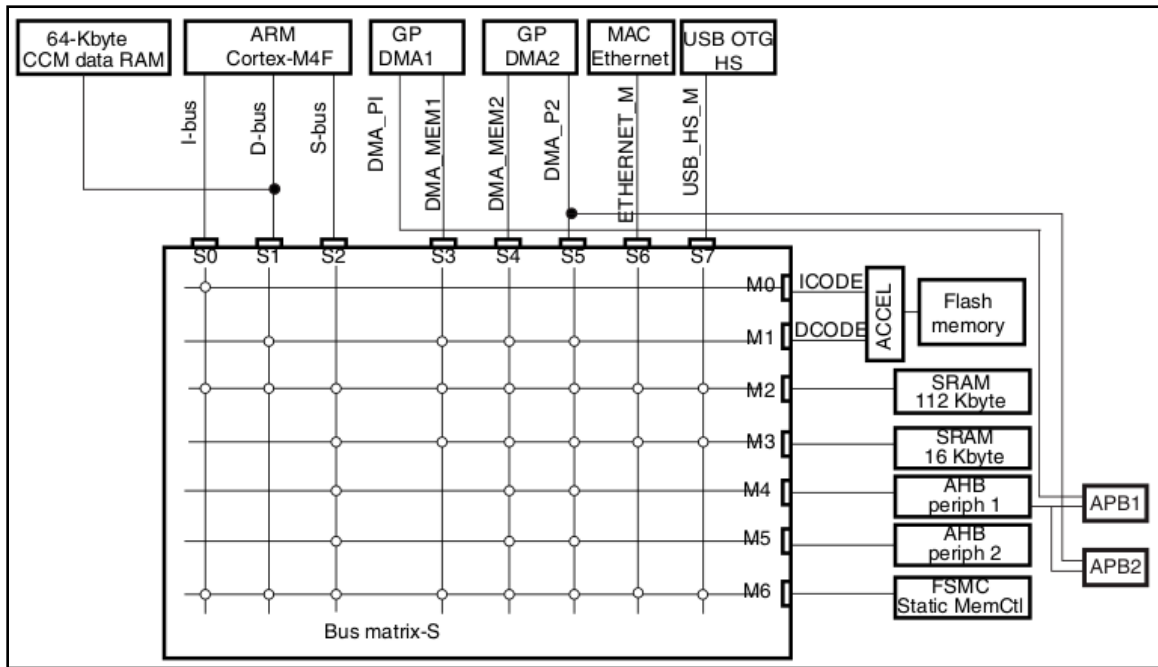 64-Kbyte
CCM data RAM
ARM
Cortex-M4F
GP
DMA1
GP
DMA2
MAC
Ethernet
USB OTG
HS
I-bus
D-bus
S-bus
DMA_PI
DMA_MEM1
DMA_MEM2
DMA_P2
ETHERNET_M
USB_HS_M
S0
S1
S2
S3
S4
S5
S6
S7
M0
ICODE
M1
DCODE
ACCEL
Flash
memory
M2
SRAM
112 Kbyte
M3
SRAM
16 Kbyte
M4
AHB
periph 1
APB1
M5
AHB
periph 2
APB2
M6
FSMC
Static MemCtl
Bus matrix-S